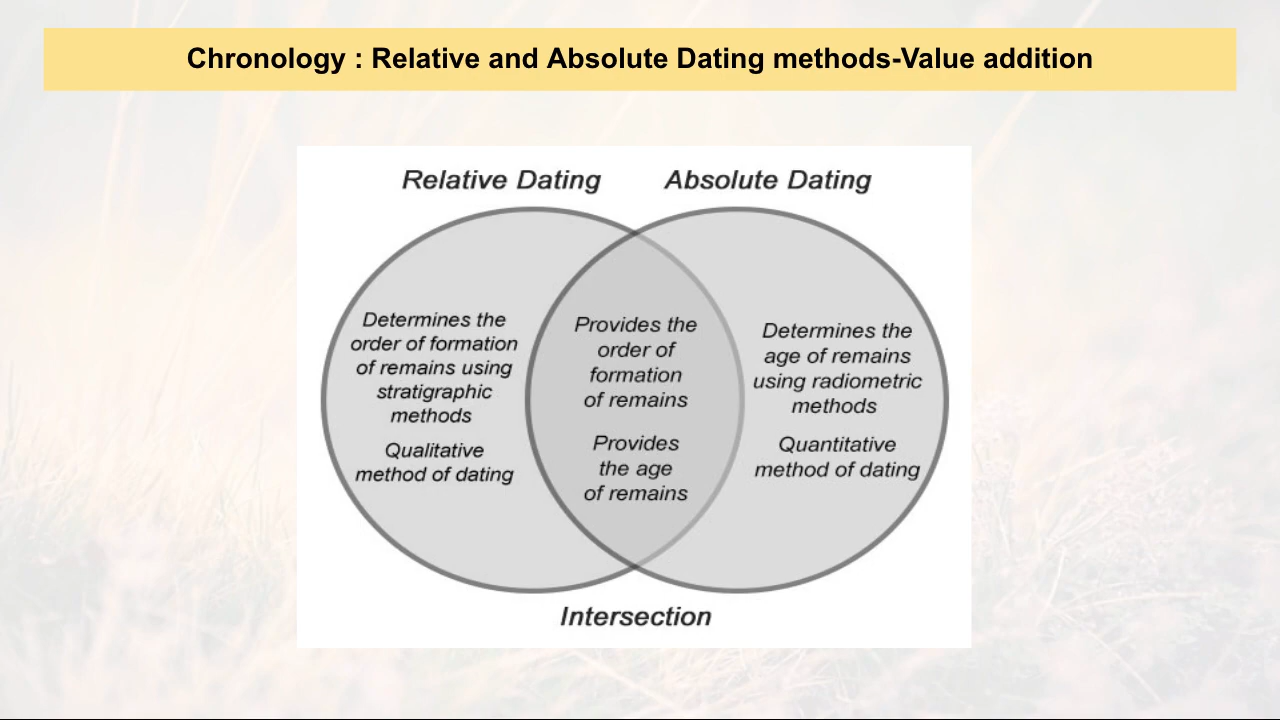 Chronology : Relative and Absolute Dating methods-Value addition
Relative Dating
Absolute Dating
Determines the
order of formation
of remains using
stratigraphic
methods
Qualitative
method of dating
Provides the
order of
formation
of remains
Provides
the age
of remains
Determines the
age of remains
using radiometric
methods
Quantitative
method of dating
Intersection